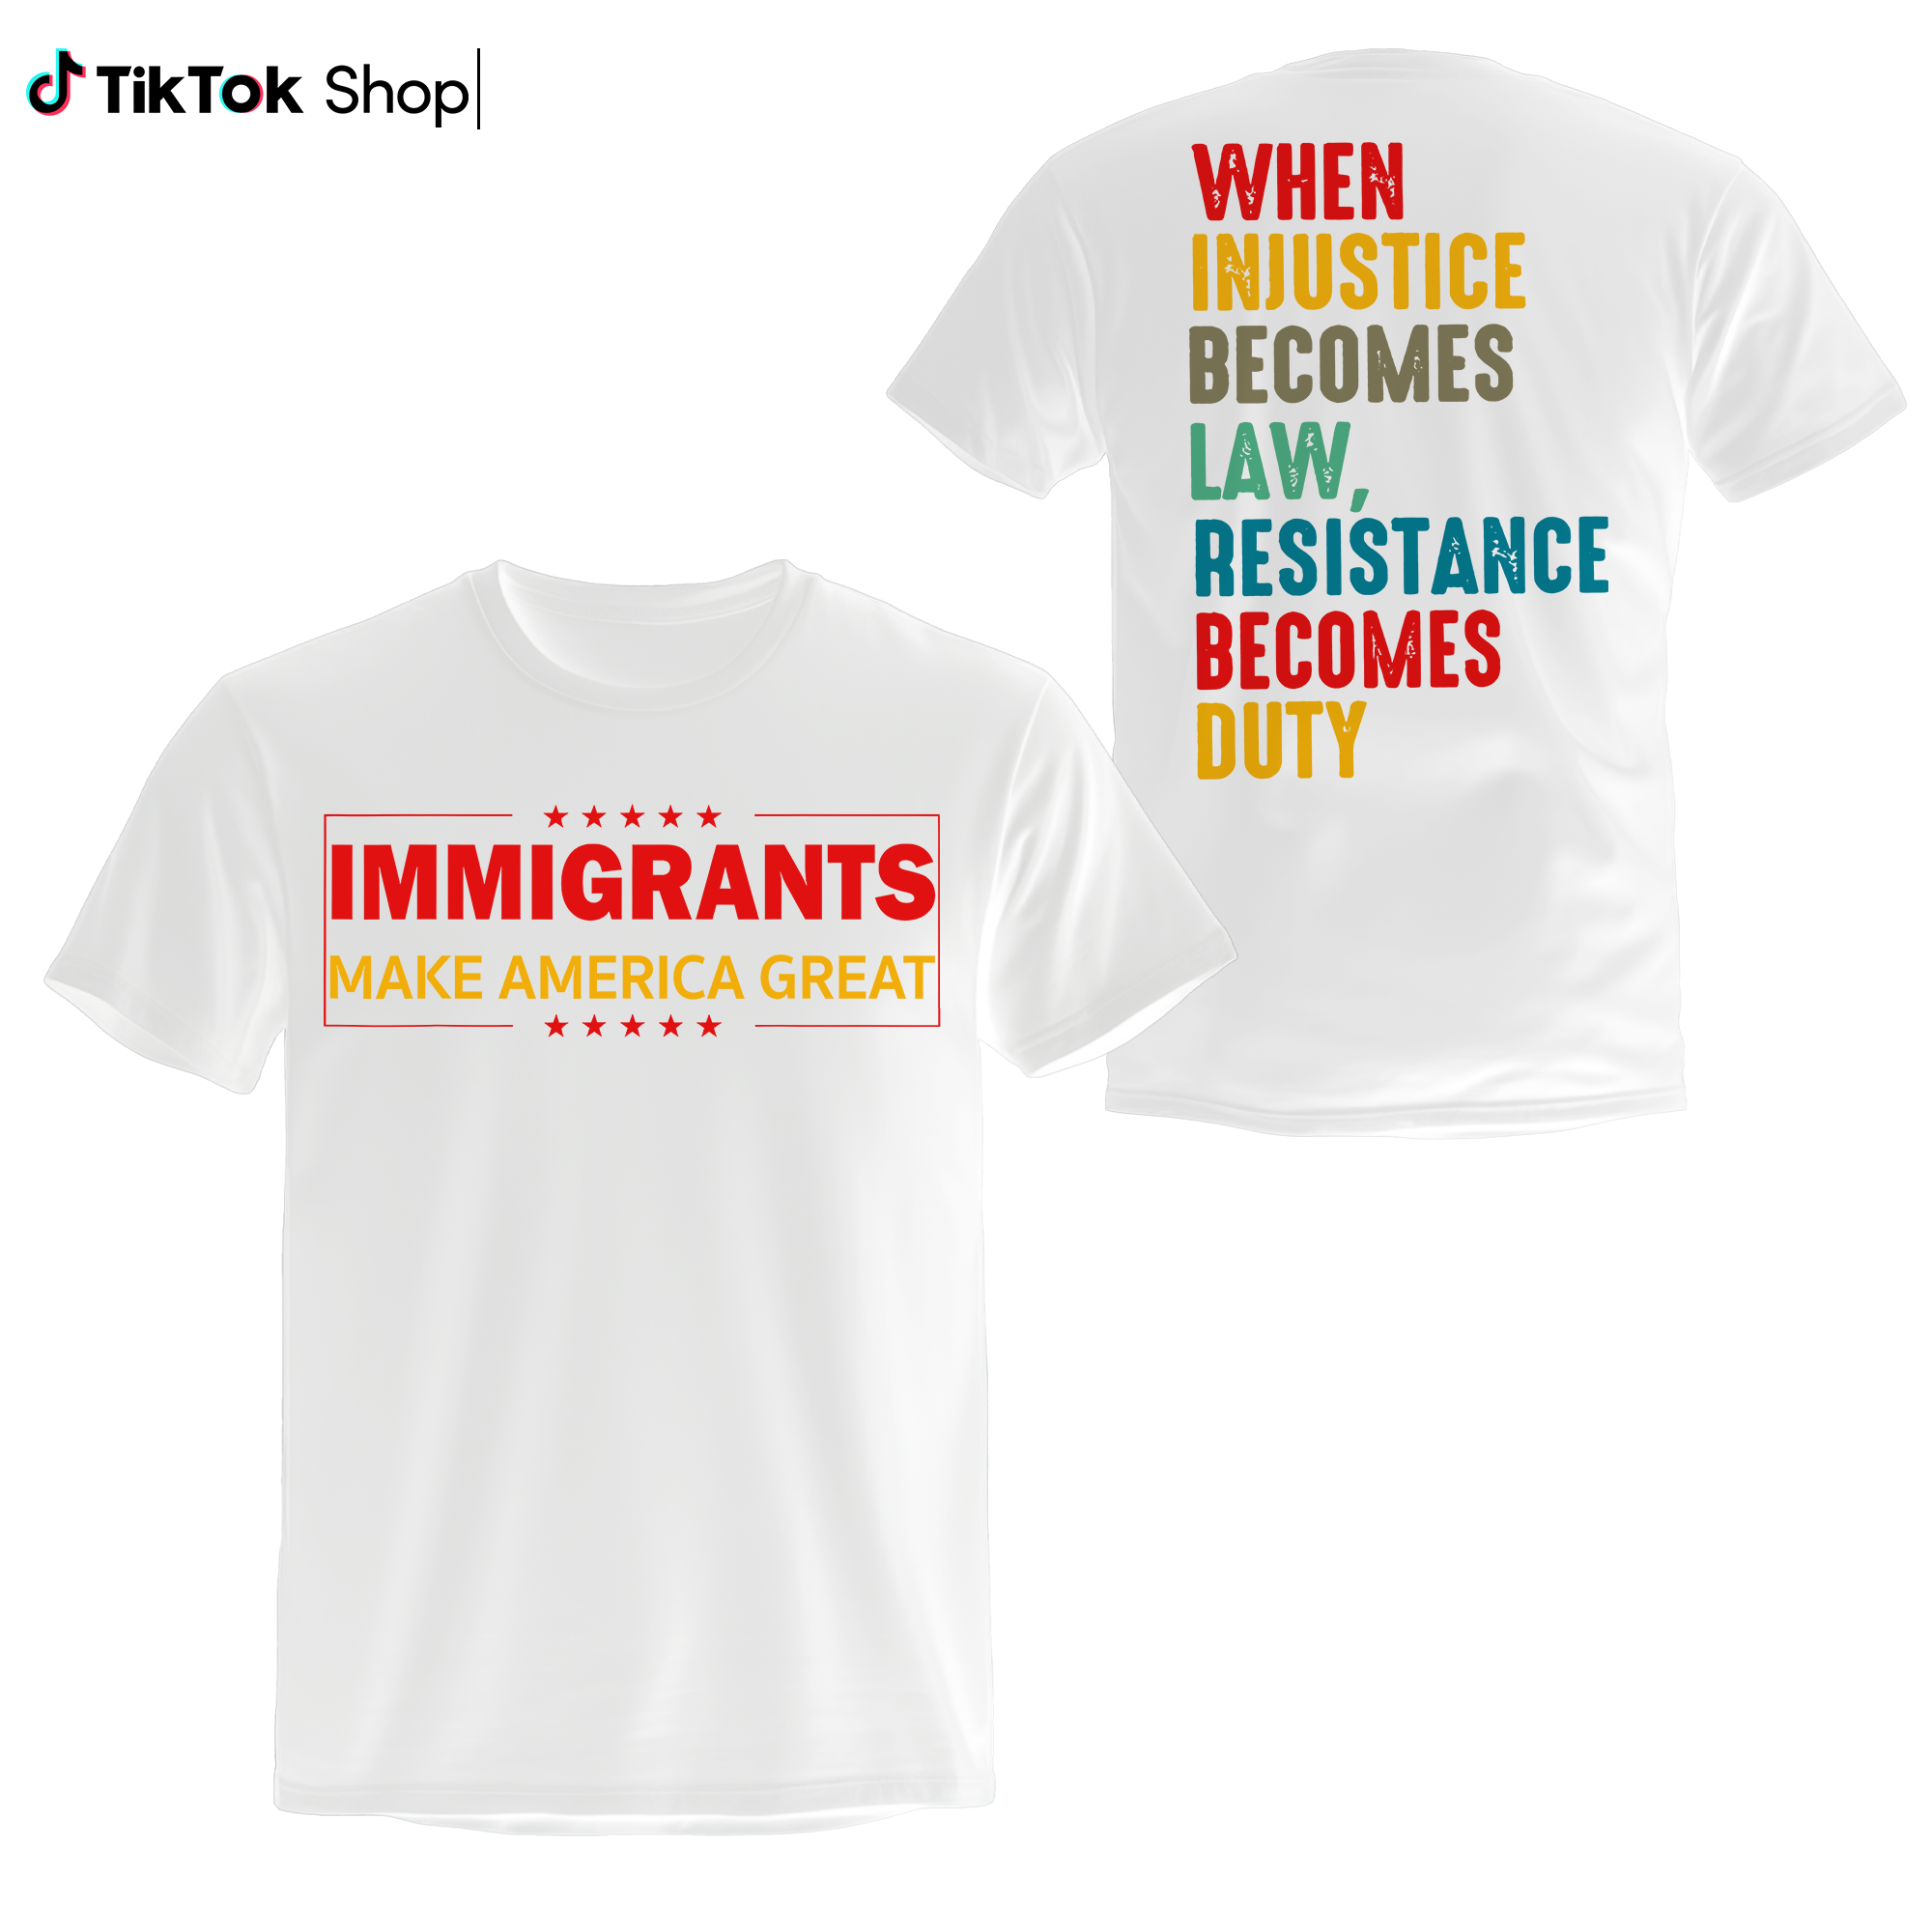 TikTok Shop
WHEN
INJUSTICE
BECOMES
LAW,
RESISTANCE
BECOMES
DUTY
IMMIGRANTS
MAKE AMERICA GREAT